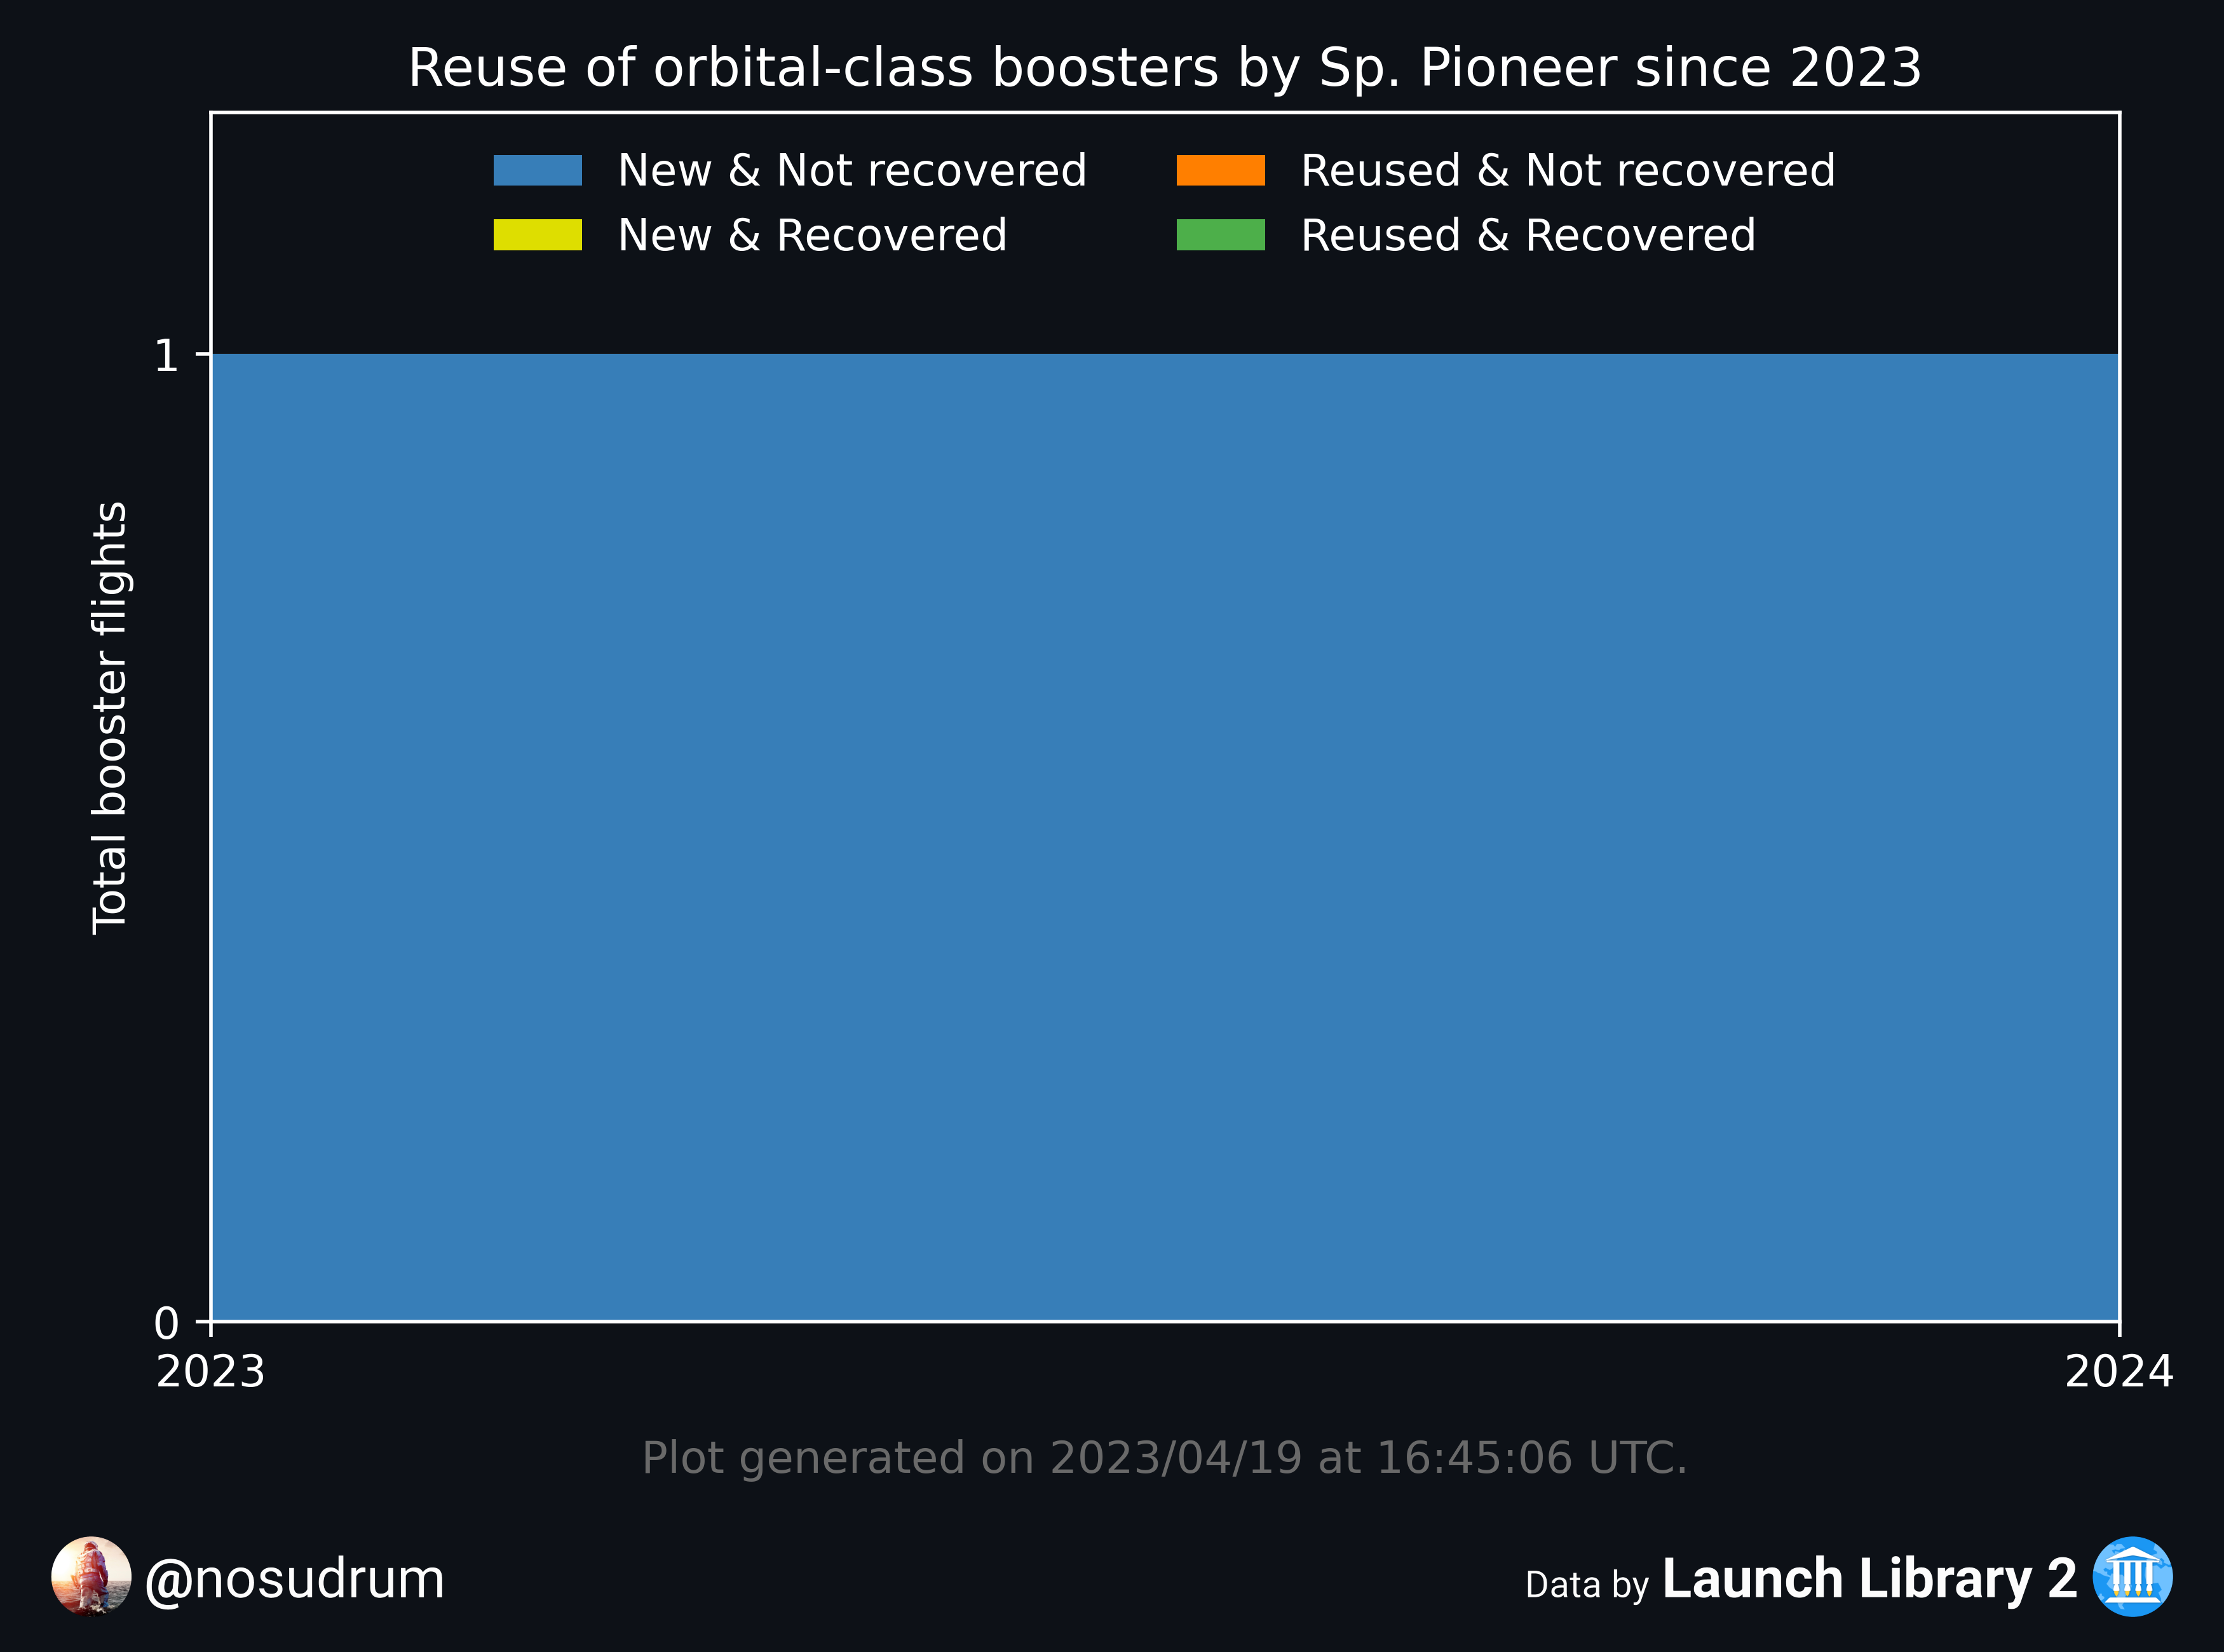 Reuse of orbital-class boosters by Sp. Pioneer since 2023
New & Not recovered
New & Recovered
Reused & Not recovered
Reused & Recovered
Total booster flights
1
0
2023
2024
Plot generated on 2023/04/19 at 16:45:06 UTC.
@nosudrum
Data by Launch Library 2